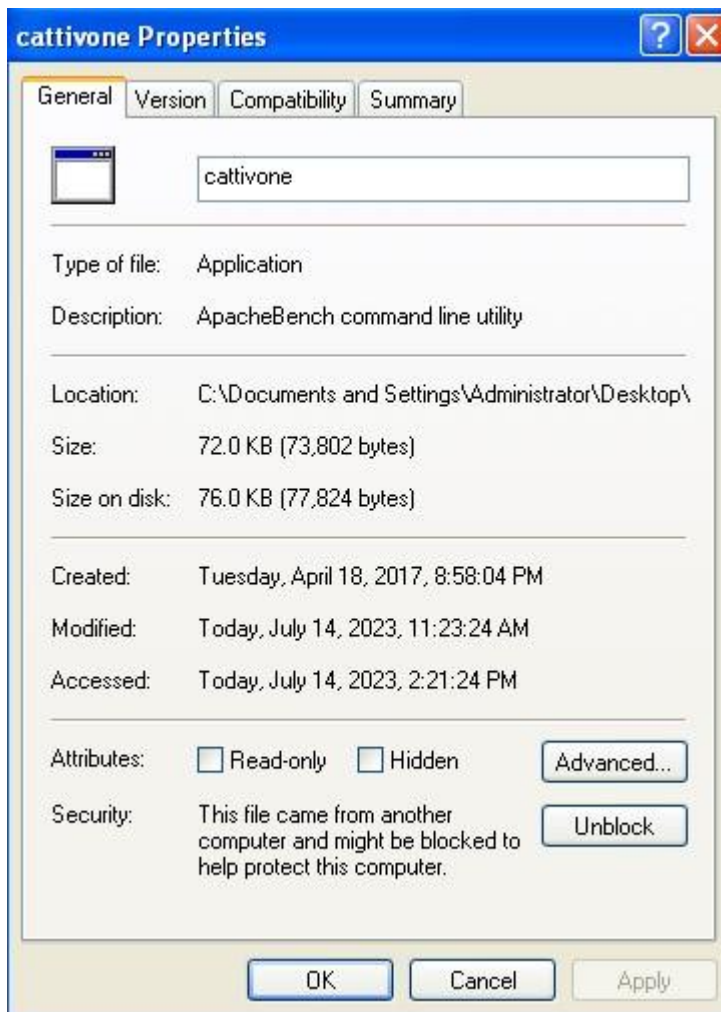 cattivone Properties
General Version Compatibility Summary
cattivone
Type of file: Application
Description: ApacheBench command line utility
Location: C:\Documents and Settings\Administrator\Desktop\
Size: 72.0 KB (73,802 bytes)
Size on disk: 76.0 KB (77,824 bytes)
Created: Tuesday, April 18, 2017, 8:58:04 PM
Modified: Today, July 14, 2023, 11:23:24 AM
Accessed: Today, July 14, 2023, 2:21:24 PM
Attributes: Read-only Hidden Advanced...
Security: This file came from another
computer and might be blocked to
help protect this computer.
Unblock
OK Cancel Apply